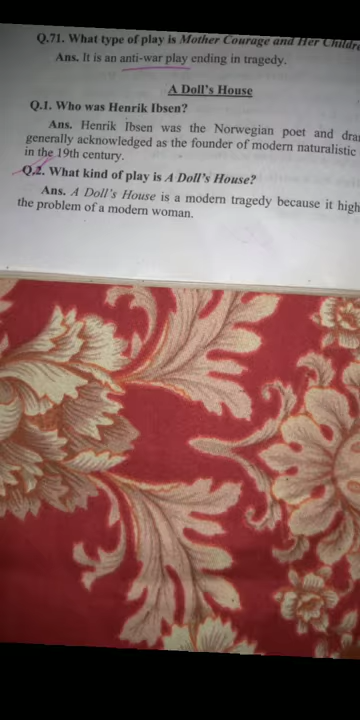 Q.71. What type of play is Mother Courage and Her
Ans. It is an anti-war play ending in tragedy.
A Doll's House
Q.1. Who was Henrik Ibsen?
Ans. Henrik Ibsen was the Norwegian poet and
generally acknowledged as the founder of modern naturalistic
in the 19th century.
Q.2. What kind of play is A Doll's House?
Ans. A Doll's House is a modern tragedy because it
the problem of a modern woman.